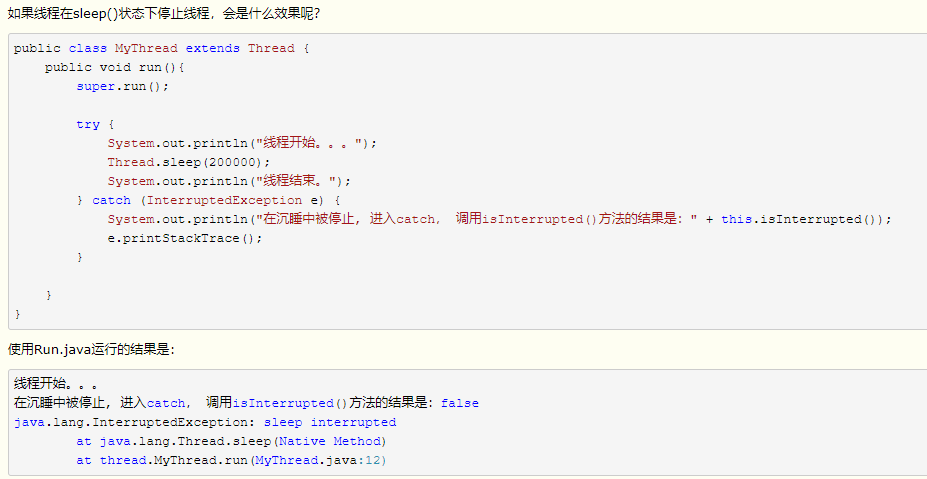 如果线程在sleep()状态下停止线程，会是什么效果呢?
public class MyThread extends Thread {
    public void run(){
        super.run();

        try {
            System.out.println("线程开始。。。");
            Thread.sleep(200000);
            System.out.println("线程结束。");
        } catch (InterruptedException e) {
            System.out.println("在沉睡中被停止, 进入catch， 调用isInterrupted()方法的结果是：" + this.isInterrupted());
            e.printStackTrace();
        }

    }
}
使用Run.java运行的结果是：
线程开始。。。
在沉睡中被停止, 进入catch， 调用isInterrupted()方法的结果是：false
java.lang.InterruptedException: sleep interrupted
        at java.lang.Thread.sleep(Native Method)
        at thread.MyThread.run(MyThread.java:12)